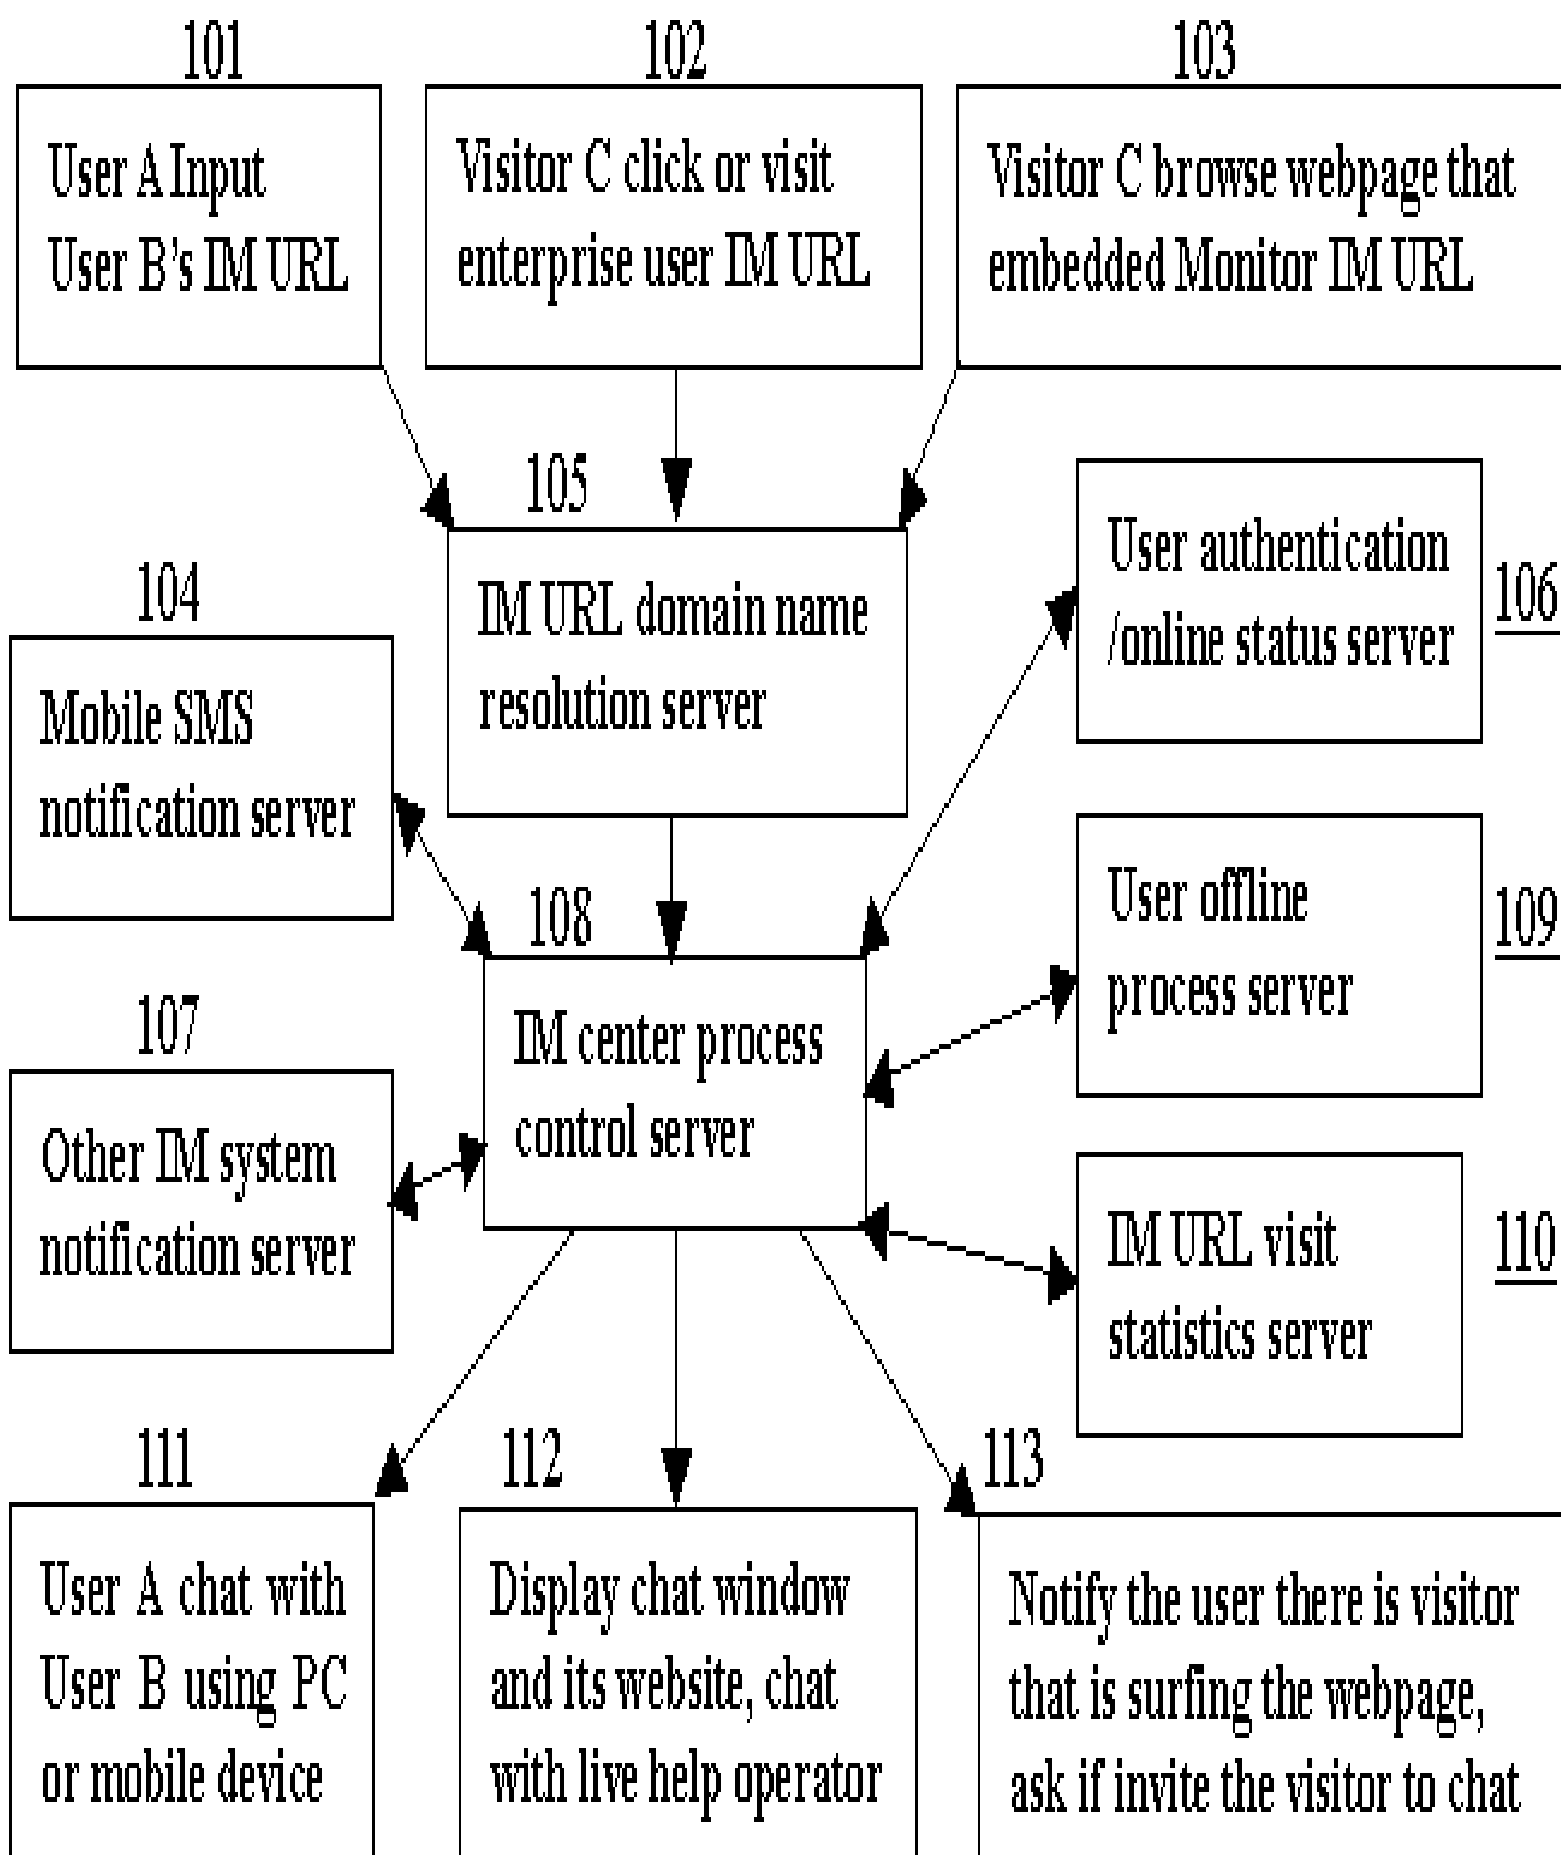 101
User A Input
User B's IM URL
102
Visitor C click or visit
enterprise user IM URL
103
Visitor C browse webpage that
embedded Monitor IM URL
105
IM URL domain name
resolution server
User authentication
/online status server
106
104
Mobile SMS
notification server
108
IM center process
control server
User offline
process server
109
107
Other IM system
notification server
IM URL visit
statistics server
110
111
User A chat with
User B using PC
or mobile device
112
Display chat window
and its website, chat
with live help operator
113
Notify the user there is visitor
that is surfing the webpage,
ask if invite the visitor to chat